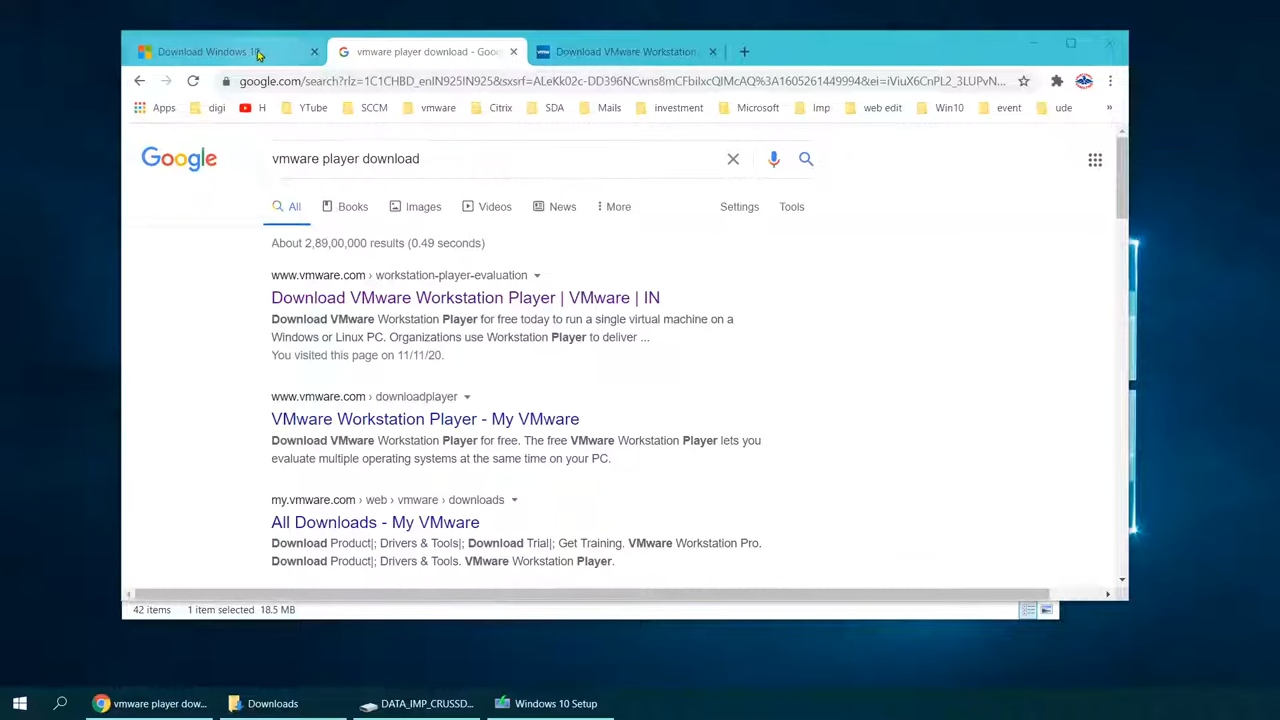 Download Windows 10
vmware player download - Goo
Download VMware Workstation
google.com/search?rlz=1C1CHBD_enIN925IN925&sxsrf=ALeKk02c-DD396NCwns8mCFbiIxcQIMcAQ%3A1605261449994&ei=iViuX6CnPL2_3LUPvN...
Apps digi H YTube SCCM vmware Citrix SDA Mails investment Microsoft Imp web edit Win10 event ude »
Google
vmware player download
All Books Images Videos News More Settings Tools
About 2,89,00,000 results (0.49 seconds)
www.vmware.com › workstation-player-evaluation
Download VMware Workstation Player | VMware | IN
Download VMware Workstation Player for free today to run a single virtual machine on a
Windows or Linux PC. Organizations use Workstation Player to deliver ...
You visited this page on 11/11/20.
www.vmware.com › downloadplayer
VMware Workstation Player - My VMware
Download VMware Workstation Player for free. The free VMware Workstation Player lets you
evaluate multiple operating systems at the same time on your PC.
my.vmware.com › web › vmware › downloads
All Downloads - My VMware
Download Product|; Drivers & Tools|; Download Trial|; Get Training. VMware Workstation Pro.
Download Product|; Drivers & Tools. VMware Workstation Player.
42 items 1 item selected 18.5 MB
vmware player dow... Downloads DATA_IMP_CRUSSD... Windows 10 Setup